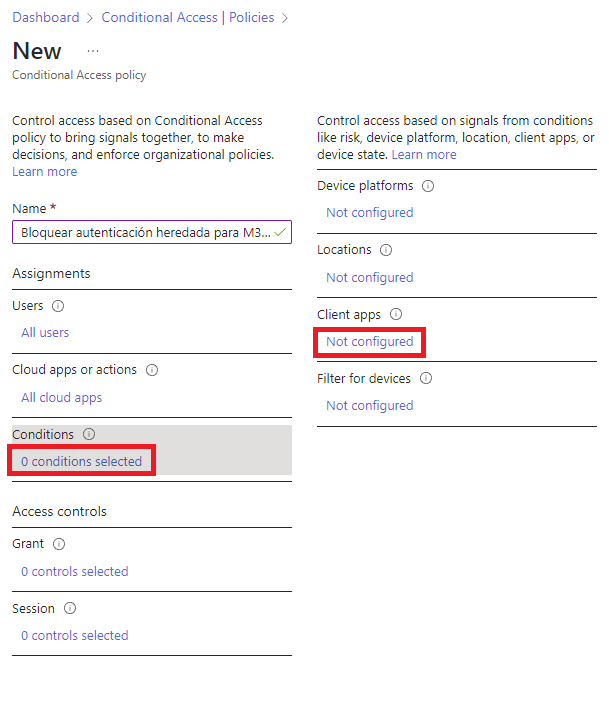 Dashboard > Conditional Access | Policies >
New ...
Conditional Access policy
Control access based on Conditional Access
policy to bring signals together, to make
decisions, and enforce organizational policies.
Learn more
Name *
Bloquear autenticación heredada para M3...
Assignments
Users
All users
Cloud apps or actions
All cloud apps
Conditions
0 conditions selected
Access controls
Grant
0 controls selected
Session
0 controls selected
Control access based on signals from conditions
like risk, device platform, location, client apps, or
device state. Learn more
Device platforms
Not configured
Locations
Not configured
Client apps
Not configured
Filter for devices
Not configured